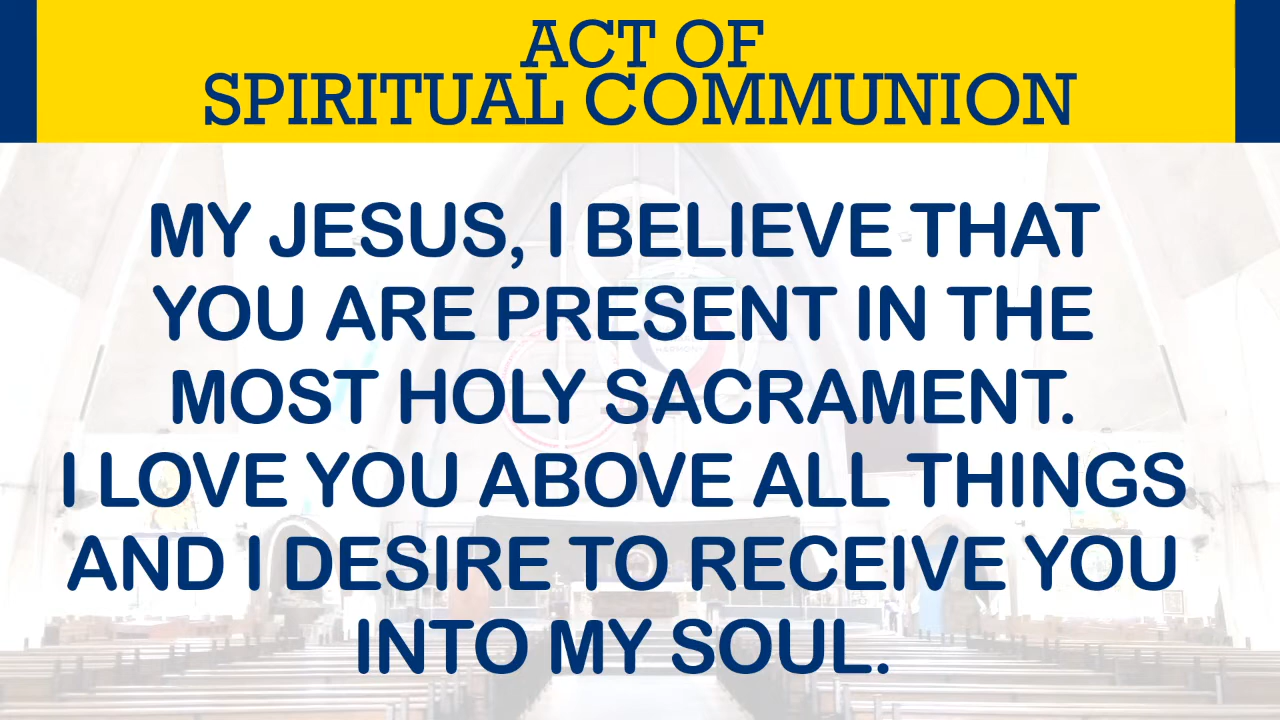 ACT OF
SPIRITUAL COMMUNION
MY JESUS, I BELIEVE THAT
YOU ARE PRESENT IN THE
MOST HOLY SACRAMENT.
I LOVE YOU ABOVE ALL THINGS
AND I DESIRE TO RECEIVE YOU
INTO MY SOUL.